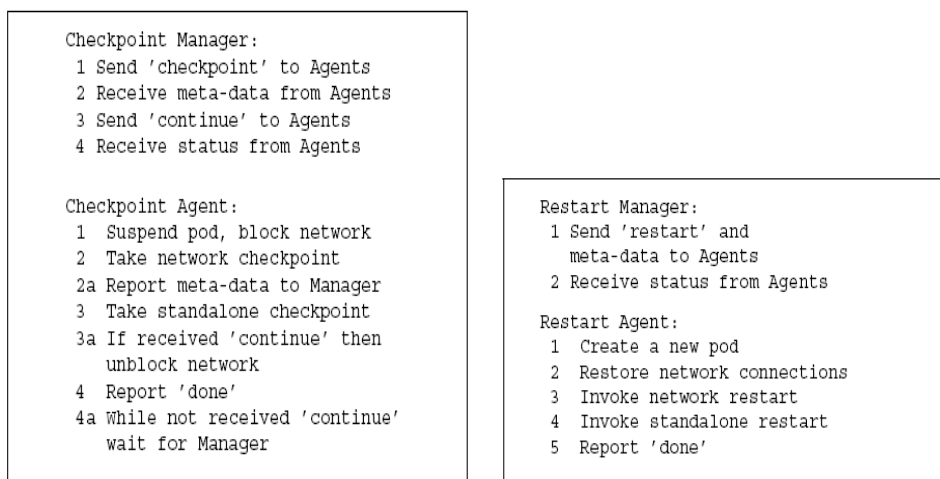 Checkpoint Manager:
1 Send 'checkpoint' to Agents
2 Receive meta-data from Agents
3 Send 'continue' to Agents
4 Receive status from Agents
Checkpoint Agent:
1 Suspend pod, block network
2 Take network checkpoint
2a Report meta-data to Manager
3 Take standalone checkpoint
3a If received 'continue' then
unblock network
4 Report 'done'
4a While not received 'continue'
wait for Manager
Restart Manager:
1 Send 'restart' and
meta-data to Agents
2 Receive status from Agents
Restart Agent:
1 Create a new pod
2 Restore network connections
3 Invoke network restart
4 Invoke standalone restart
5 Report 'done'